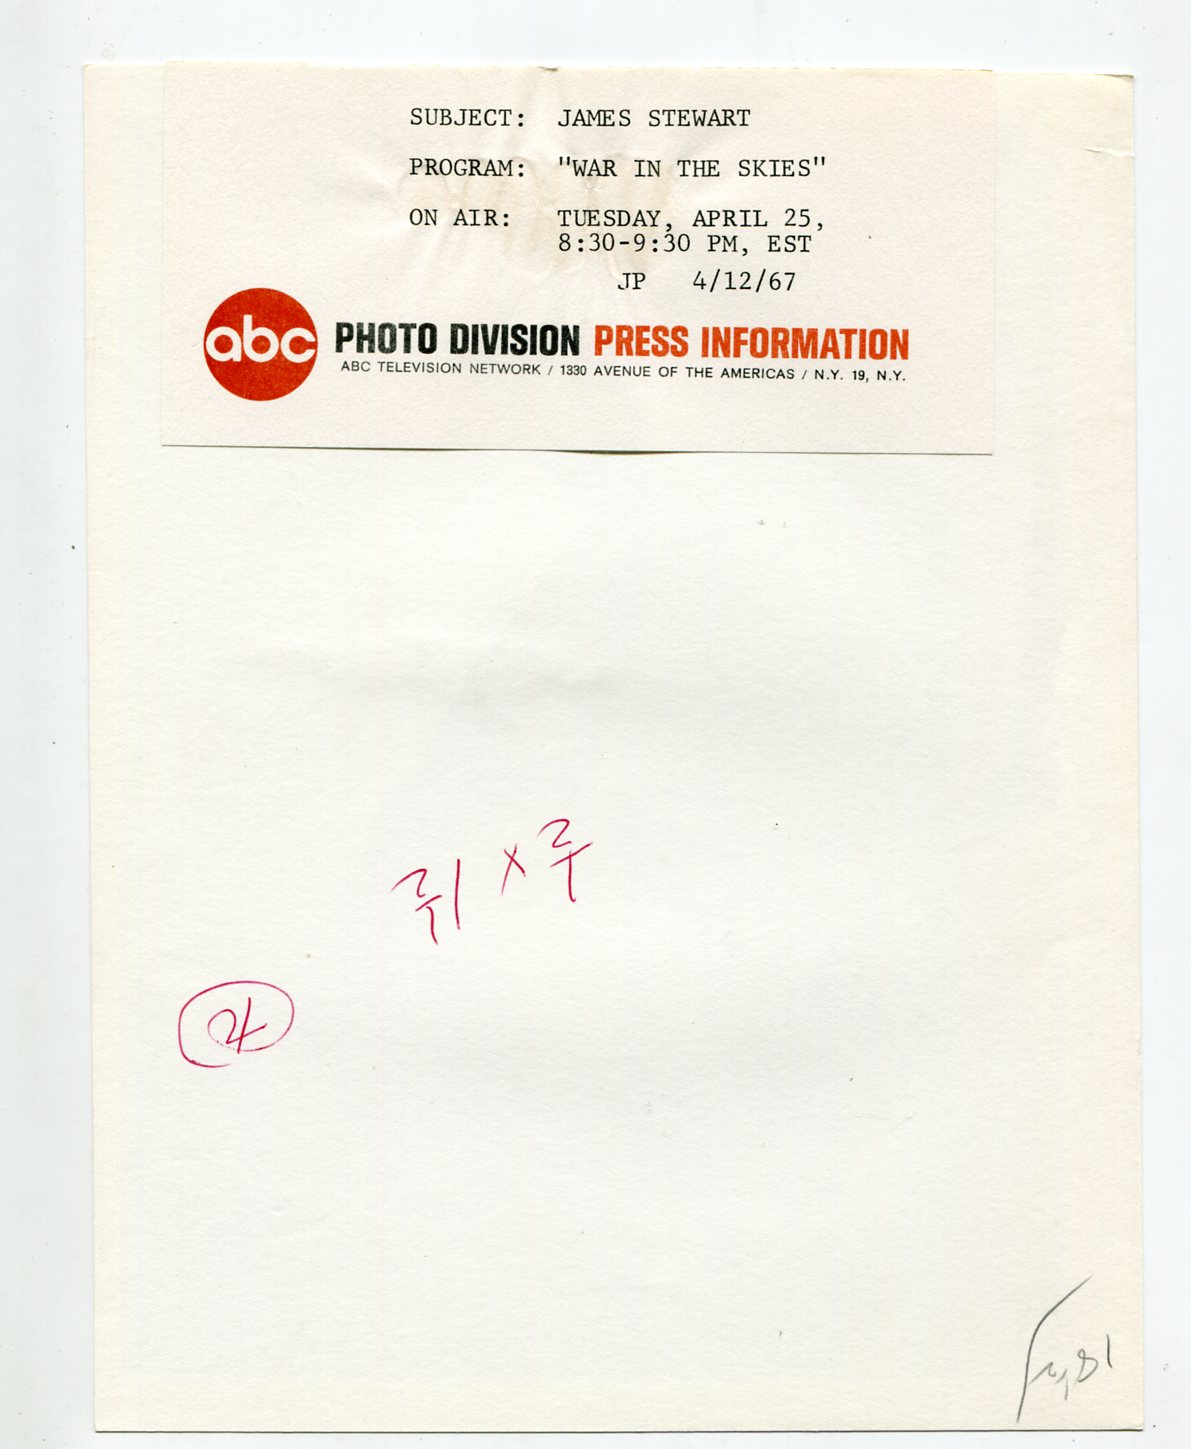 SUBJECT: JAMES STEWART
PROGRAM: "WAR IN THE SKIES"
ON AIR: TUESDAY, APRIL 25,
8:30-9:30 PM, EST
JP 4/12/67
abc PHOTO DIVISION PRESS INFORMATION
ABC TELEVISION NETWORK / 1330 AVENUE OF THE AMERICAS / N.Y. 19, N.Y.